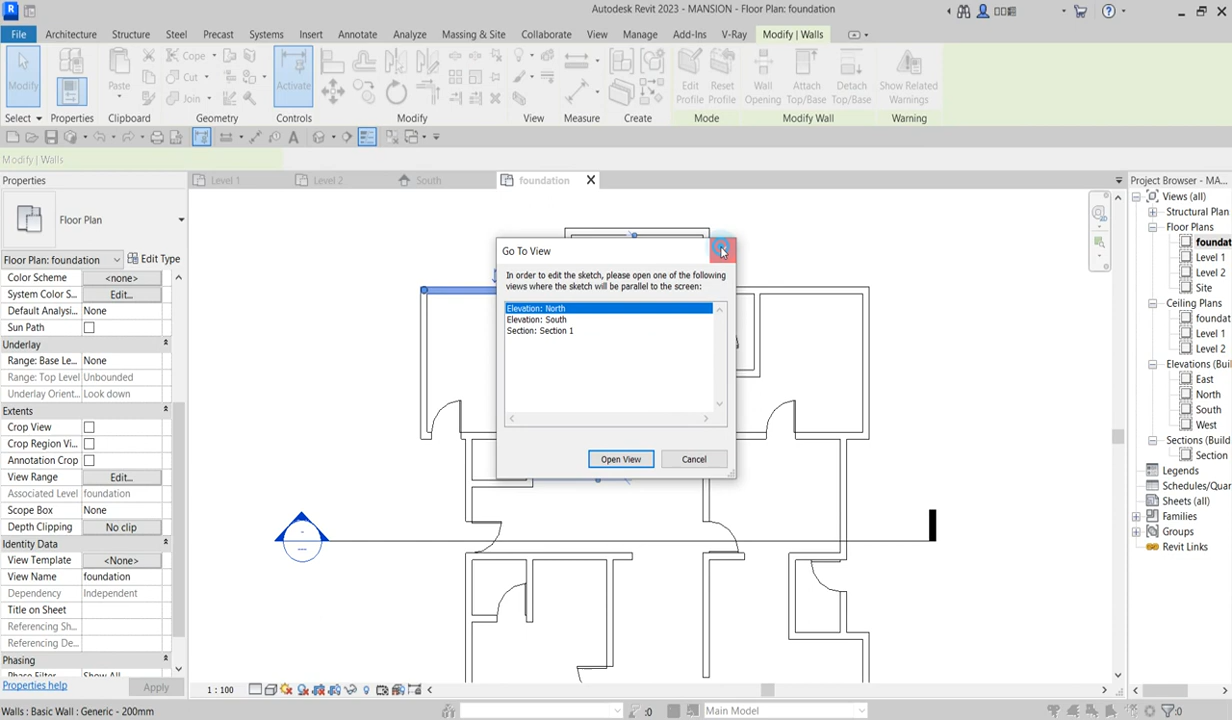 Autodesk Revit 2023 - MANSION - Floor Plan: foundation
File Architecture Structure Steel Precast Systems Insert Annotate Analyze Massing & Site Collaborate View Manage Add-Ins V-Ray Modify | Walls
Modify Paste Cope Cut Join Activate Edit Profile Reset Profile Wall Opening Attach Top/Base Detach Top/Base Show Related Warnings
Select Properties Clipboard Geometry Controls Modify View Measure Create Mode Modify Wall Warning
Modify | Walls
Properties
Level 1 Level 2 South foundation
Project Browser - MA...
Floor Plan
Floor Plan: foundation Edit Type
Color Scheme <none>
System Color S... Edit...
Default Analysi... None
Sun Path
Underlay
Range: Base Le... None
Range: Top Level Unbounded
Underlay Orient... Look down
Extents
Crop View
Crop Region Vi...
Annotation Crop
View Range Edit...
Associated Level foundation
Scope Box None
Depth Clipping No clip
Identity Data
View Template <None>
View Name foundation
Dependency Independent
Title on Sheet
Referencing Sh...
Referencing De...
Phasing
Phase Filter Show All
Properties help Apply
Go To View
In order to edit the sketch, please open one of the following
views where the sketch will be parallel to the screen:
Elevation: North
Elevation: South
Section: Section 1
Open View Cancel
Views (all)
Structural Plan
Floor Plans
foundat
Level 1
Level 2
Site
Ceiling Plans
foundat
Level 1
Level 2
Elevations (Buil
East
North
South
West
Sections (Build
Section
Legends
Schedules/Quar
Sheets (all)
Families
Groups
Revit Links
1 : 100
Walls : Basic Wall : Generic - 200mm
:0
Main Model
:0